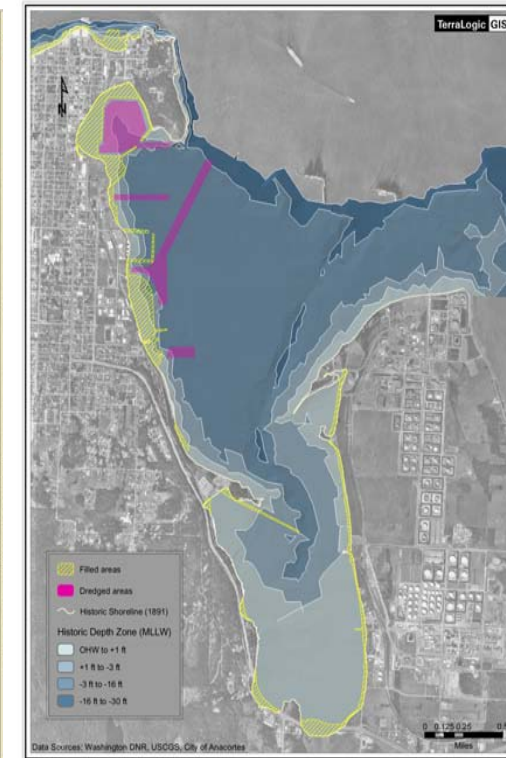 TerraLogic GIS
N
Filled areas
Dredged areas
Historic Shoreline (1891)
Historic Depth Zone (MLLW)
OHW to +1 ft
+1 ft to -3 ft
-3 ft to -16 ft
-16 ft to -30 ft
0 0.125 0.25 0.5
Miles
Data Sources: Washington DNR, USCGS, City of Anacortes